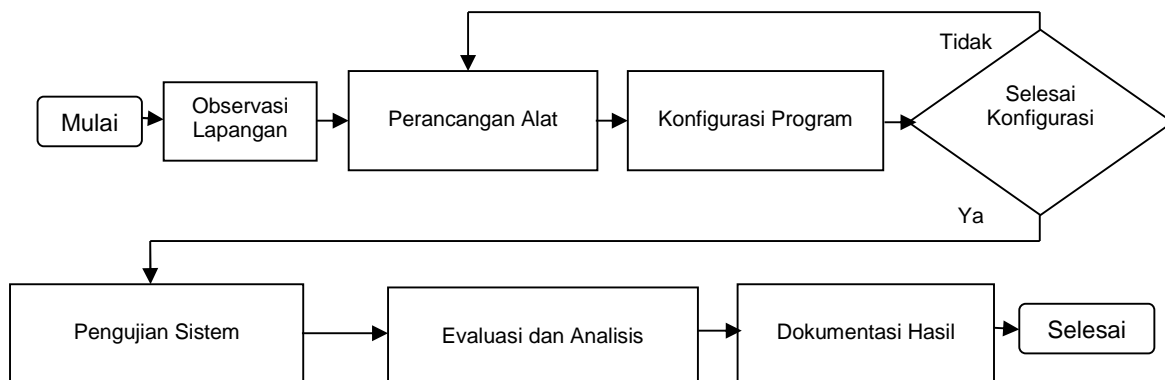 Mulai
Observasi
Lapangan
Perancangan Alat
Konfigurasi Program
Selesai
Konfigurasi
Tidak
Ya
Pengujian Sistem
Evaluasi dan Analisis
Dokumentasi Hasil
Selesai